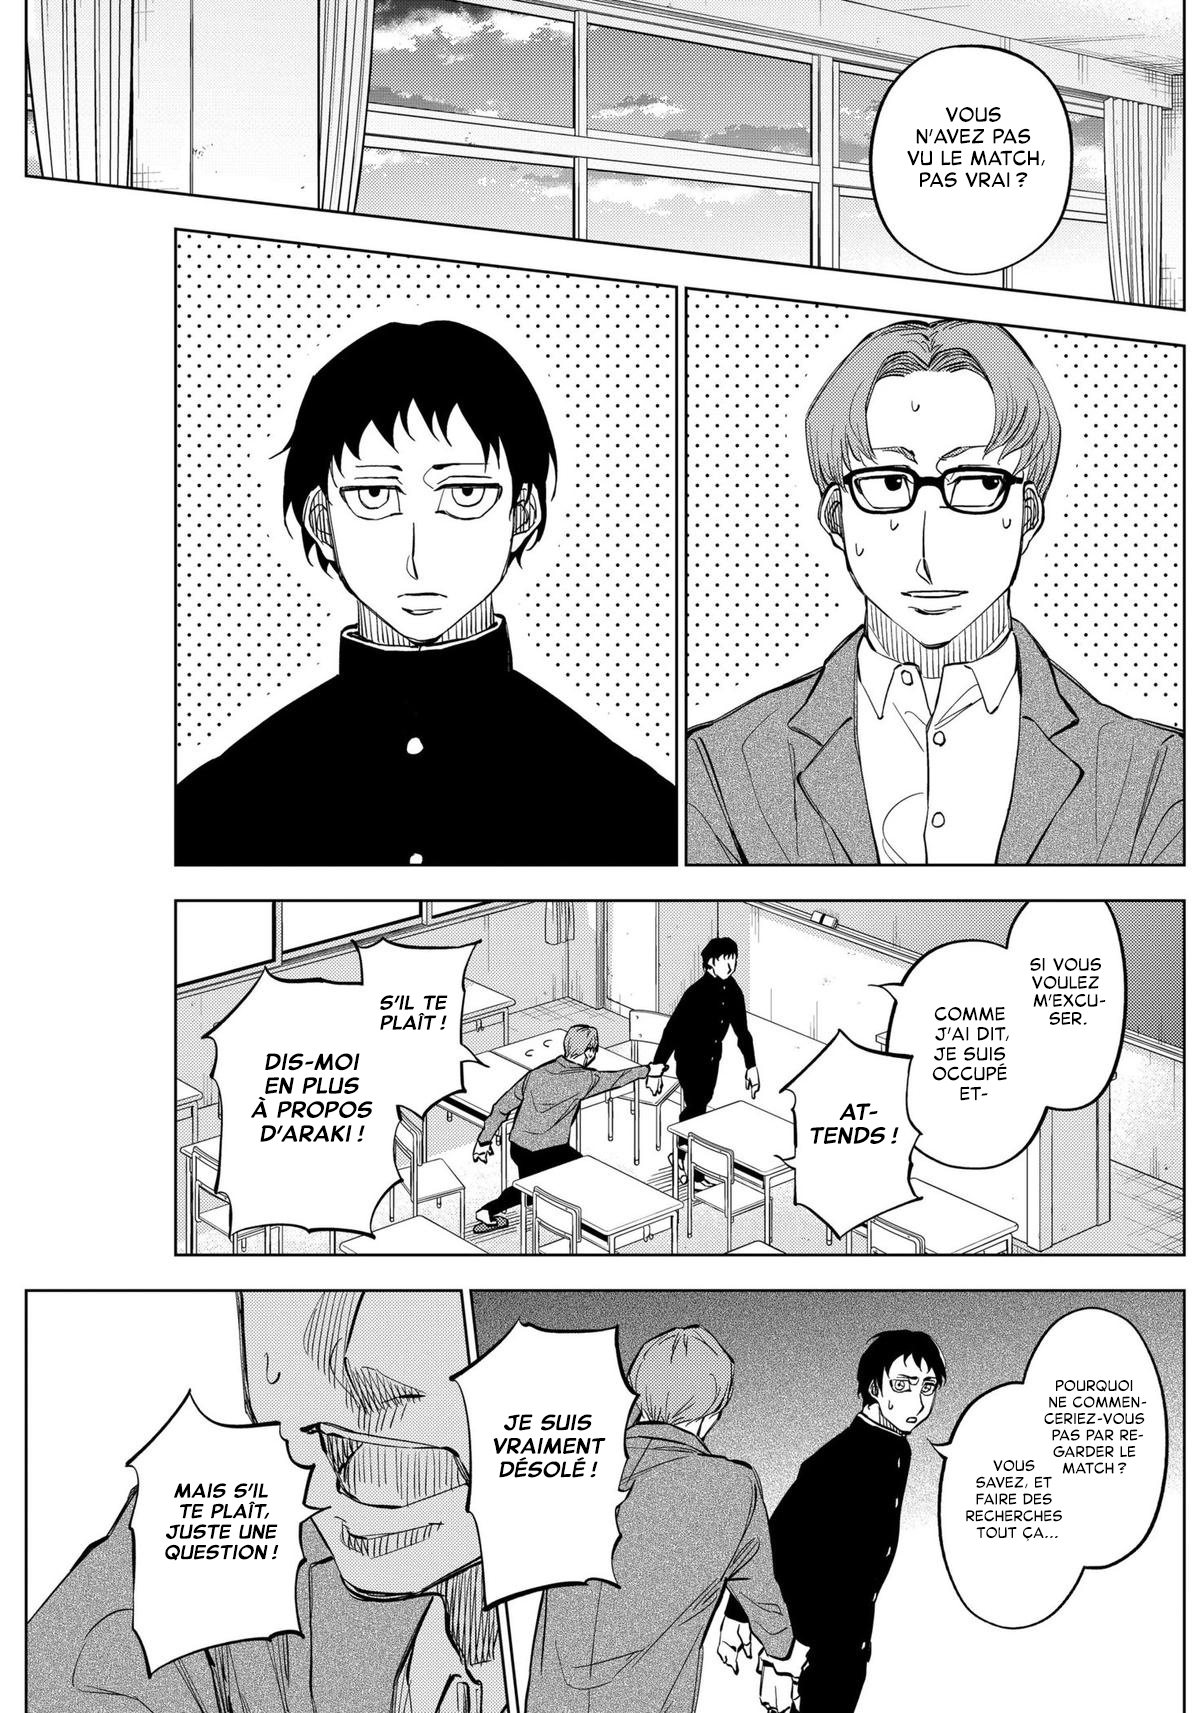 VOUS
N'AVEZ PAS
VU LE MATCH,
PAS VRAI ?
SI VOUS
VOULEZ
M'EXCU-
SER.
COMME
J'AI DIT,
JE SUIS
OCCUPÉ
ET-
AT-
TENDS !
S'IL TE
PLAÎT !
DIS-MOI
EN PLUS
À PROPOS
D'ARAKI !
POURQUOI
NE COMMEN-
CERIEZ-VOUS
PAS PAR RE-
GARDER LE
MATCH ?
VOUS
SAVEZ, ET
FAIRE DES
RECHERCHES
TOUT ÇA...
JE SUIS
VRAIMENT
DÉSOLÉ !
MAIS S'IL
TE PLAÎT,
JUSTE UNE
QUESTION !